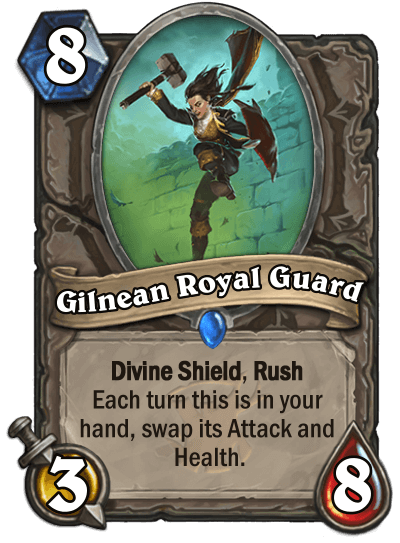 8
Gilnean Royal Guard
Divine Shield, Rush
Each turn this is in your
hand, swap its Attack and
Health.
3
8